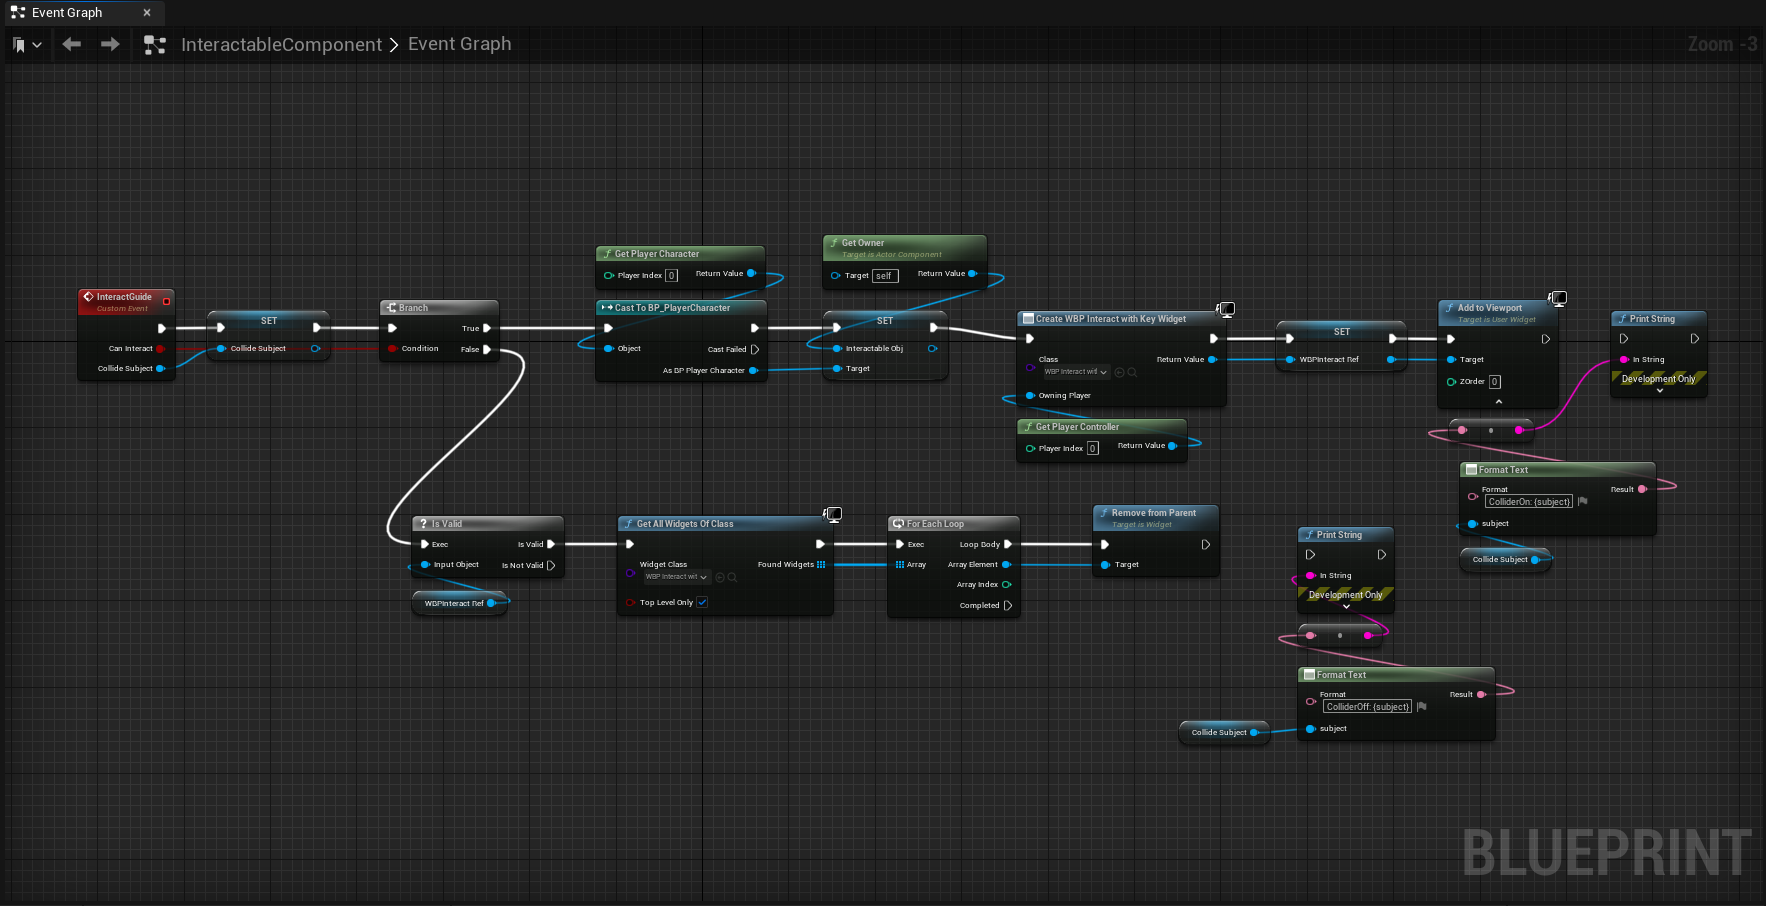 Event Graph
InteractableComponent > Event Graph
Zoom -3
Get Owner
Target is Actor Component
Target self
Return Value
Get Player Character
Player Index 0
Return Value
InteractGuide
Custom Event
Can Interact
Collide Subject
SET
Collide Subject
Branch
True
Condition
False
Cast To BP_PlayerCharacter
Object
Cast Failed
As BP Player Character
SET
Interactable Obj
Target
Create WBP Interact with Key Widget
Class
WBP Interact witl
Return Value
Owning Player
Get Player Controller
Player Index 0
Return Value
SET
WBPInteract Ref
Add to Viewport
Target is User Widget
Target
ZOrder 0
Print String
In String
Development Only
Format Text
Format
ColliderOn: {subject}
Result
subject
Collide Subject
Is Valid
Exec
Is Valid
Input Object
Is Not Valid
WBPInteract Ref
Get All Widgets Of Class
Widget Class
WBP Interact wit
Found Widgets
Top Level Only
For Each Loop
Exec
Loop Body
Array
Array Element
Array Index
Completed
Remove from Parent
Target is Widget
Target
Print String
In String
Development Only
Format Text
Format
ColliderOff: {subject}
Result
subject
Collide Subject
BLUEPRINT